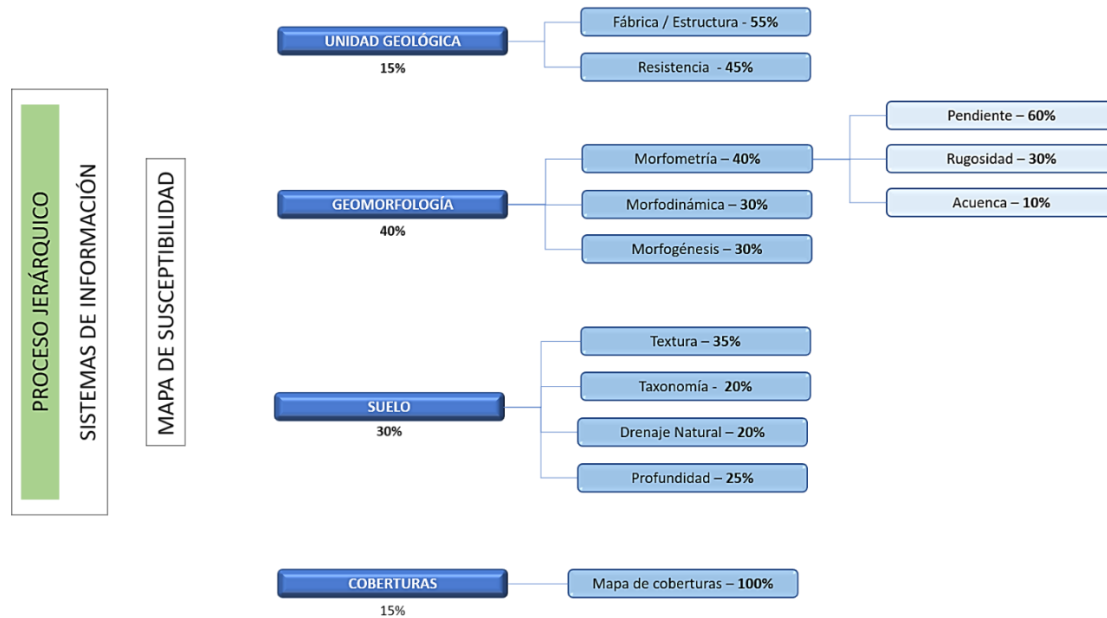 PROCESO JERÁRQUICO
SISTEMAS DE INFORMACIÓN
MAPA DE SUSCEPTIBILIDAD
UNIDAD GEOLÓGICA
15%
Fábrica / Estructura - 55%
Resistencia - 45%
GEOMORFOLOGÍA
40%
Morfometría – 40%
Morfodinámica – 30%
Morfogénesis – 30%
Pendiente – 60%
Rugosidad – 30%
Acuenca – 10%
SUELO
30%
Textura – 35%
Taxonomía - 20%
Drenaje Natural – 20%
Profundidad – 25%
COBERTURAS
15%
Mapa de coberturas – 100%